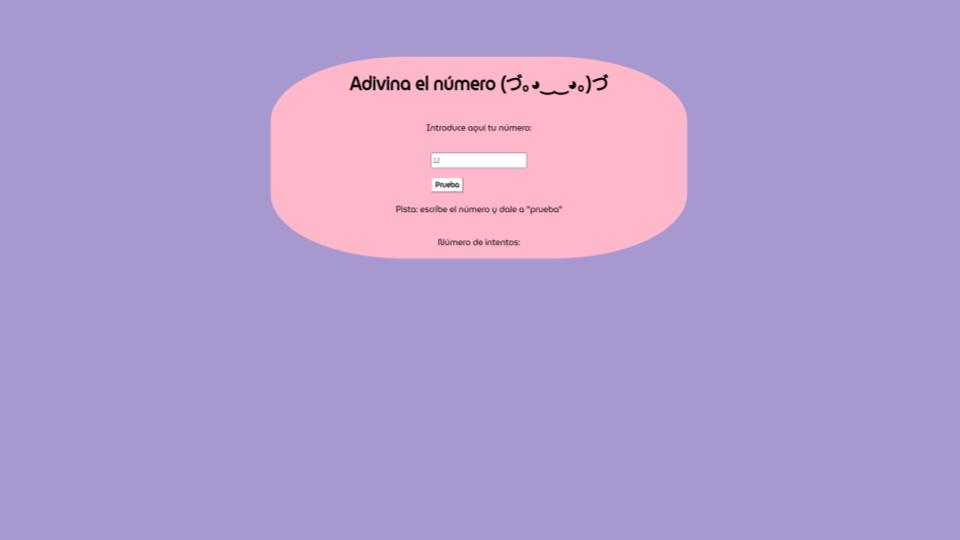 Adivina el número (づ｡◕‿‿◕｡)づ
Introduce aquí tu número:
12
Prueba
Pista: escribe el número y dale a "prueba"
Número de intentos: